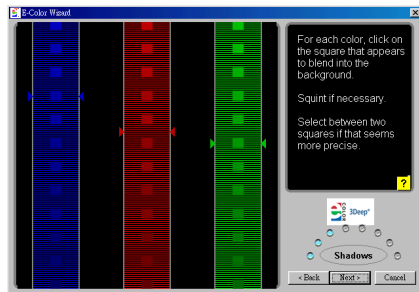 E-Color Wizard
For each color, click on
the square that appears
to blend into the
background.
Squint if necessary.
Select between two
squares if that seems
more precise.
?
3Deep
Shadows
< Back
Next >
Cancel